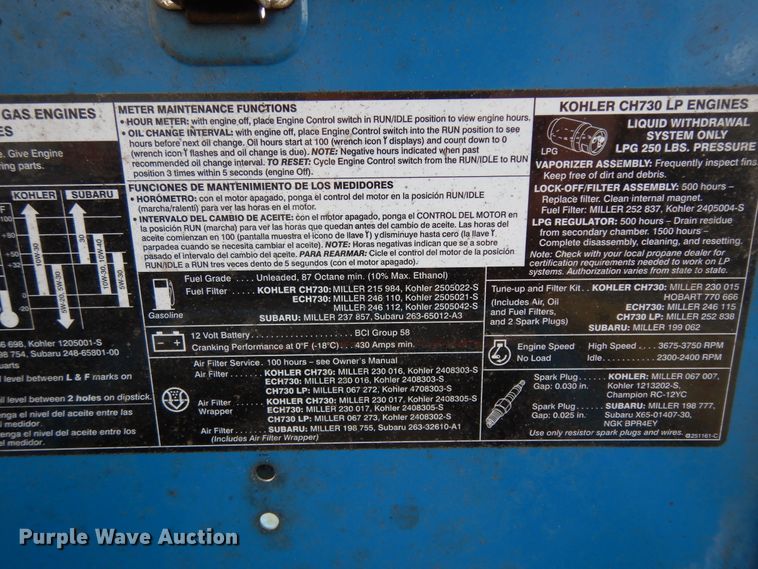 GAS ENGINES
ES
e. Give Engine
ring parts.
KOHLER SUBARU
F
+32
0
10W-30
5W-20, 5W-30
30
10W-30, 10W-40
5W-30
6 698, Kohler 1205001-S
98 754, Subaru 248-65801-00
uarts
il level between L & F marks on
il level between 2 holes on dipstick.
nga el nivel del aceite entre las
l medidor.
enga el nivel del aceite entre los
medidor.
METER MAINTENANCE FUNCTIONS
• HOUR METER: with engine off, place Engine Control switch in RUN/IDLE position to view engine hours.
• OIL CHANGE INTERVAL: with engine off, place Engine Control switch into the RUN position to see
hours before next oil change. Oil hours start at 100 (wrench icon displays) and count down to 0
(wrench icon flashes and oil change is due). NOTE: Negative hours indicated when past
recommended oil change interval. TO RESET: Cycle Engine Control switch from the RUN/IDLE to RUN
position 3 times within 5 seconds (engine Off).
FUNCIONES DE MANTENIMIENTO DE LOS MEDIDORES
• HORÓMETRO: con el motor apagado, ponga el control del motor en la posición RUN/IDLE
(marcha/ralentí) para ver las horas en el motor.
• INTERVALO DEL CAMBIO DE ACEITE: con el motor apagado, ponga el CONTROL DEL MOTOR en
la posición RUN (marcha) para ver las horas que quedan antes del cambio de aceite. Las horas del
aceite comienzan en 100 (pantalla muestra el icono de llave) y disminuye hasta cero (la llave
parpadea cuando se necesita cambiar el aceite). NOTE: Horas negativas indican que se a sobre
pasado el intervalo del cambio del aceite. PARA REARMAR: Cicle el control del motor de la posición
RUN/IDLE a RUN tres veces dento de 5 segundos (con el motor apagado).
Gasoline
Fuel Grade - Unleaded, 87 Octane min. (10% Max. Ethanol)
Fuel Filter - KOHLER CH730: MILLER 215 984, Kohler 2505022-S
ECH730: MILLER 246 110, Kohler 2505021-S
MILLER 246 112, Kohler 2505042-S
SUBARU: MILLER 237 857, Subaru 263-65012-A3
12 Volt Battery - BCI Group 58
Cranking Performance at 0°F (-18°C) - 430 Amps min.
Air Filter Service - 100 hours – see Owner's Manual
Air Filter - KOHLER CH730: MILLER 230 016, Kohler 2408303-S
ECH730: MILLER 230 016, Kohler 2408303-S
CH730 LP: MILLER 067 272, Kohler 4708303-S
Air Filter - KOHLER CH730: MILLER 230 017, Kohler 2408305-S
Wrapper ECH730: MILLER 230 017, Kohler 2408305-S
CH730 LP: MILLER 067 273, Kohler 2408302-S
Air Filter - SUBARU: MILLER 198 755, Subaru 263-32610-A1
(Includes Air Filter Wrapper)
KOHLER CH730 LP ENGINES
LPG
LIQUID WITHDRAWAL
SYSTEM ONLY
LPG 250 LBS. PRESSURE
VAPORIZER ASSEMBLY: Frequently inspect fins.
Keep free of dirt and debris.
LOCK-OFF/FILTER ASSEMBLY: 500 hours -
Replace filter. Clean internal magnet.
Fuel Filter: MILLER 252 837, Kohler 2405004-S
LPG REGULATOR: 500 hours - Drain residue
from secondary chamber. 1500 hours -
Complete disassembly, cleaning, and resetting.
Note: Check with your local propane dealer for
certification requirements needed to work on LP
systems. Authorization varies from state to state.
Tune-up and Filter Kit - KOHLER CH730: MILLER 230 015
(Includes Air, Oil HOBART 770 666
and Fuel Filters, ECH730: MILLER 246 115
and 2 Spark Plugs) CH730 LP: MILLER 252 838
SUBARU: MILLER 199 062
Engine Speed High Speed - 3675-3750 RPM
No Load Idle - 2300-2400 RPM
Spark Plug - KOHLER: MILLER 067 007,
Gap: 0.030 in. Kohler 1213202-S,
Champion RC-12YC
Spark Plug - SUBARU: MILLER 198 777,
Gap: 0.025 in. Subaru X65-01407-30,
NGK BPR4EY
Use only resistor spark plugs and wires.
251161-C
Purple Wave Auction